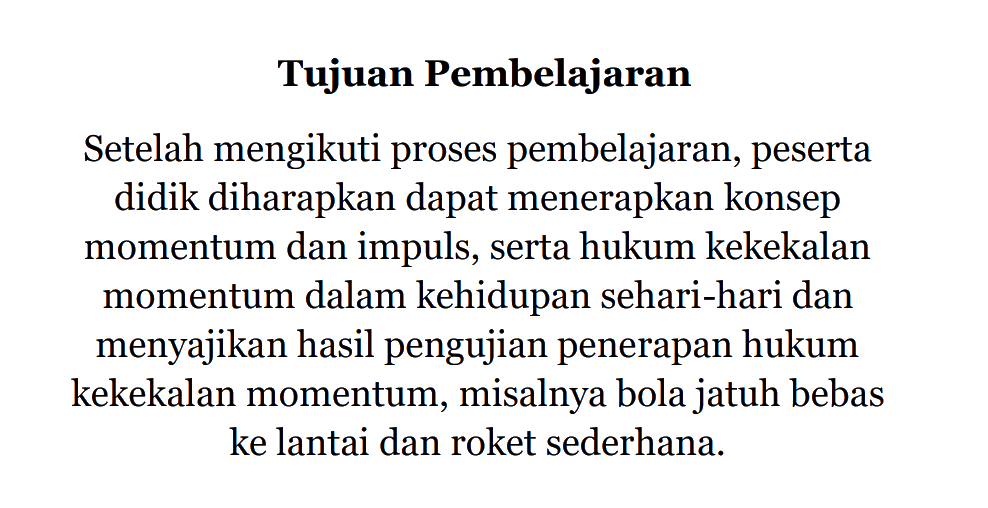 Tujuan Pembelajaran
Setelah mengikuti proses pembelajaran, peserta
didik diharapkan dapat menerapkan konsep
momentum dan impuls, serta hukum kekekalan
momentum dalam kehidupan sehari-hari dan
menyajikan hasil pengujian penerapan hukum
kekekalan momentum, misalnya bola jatuh bebas
ke lantai dan roket sederhana.